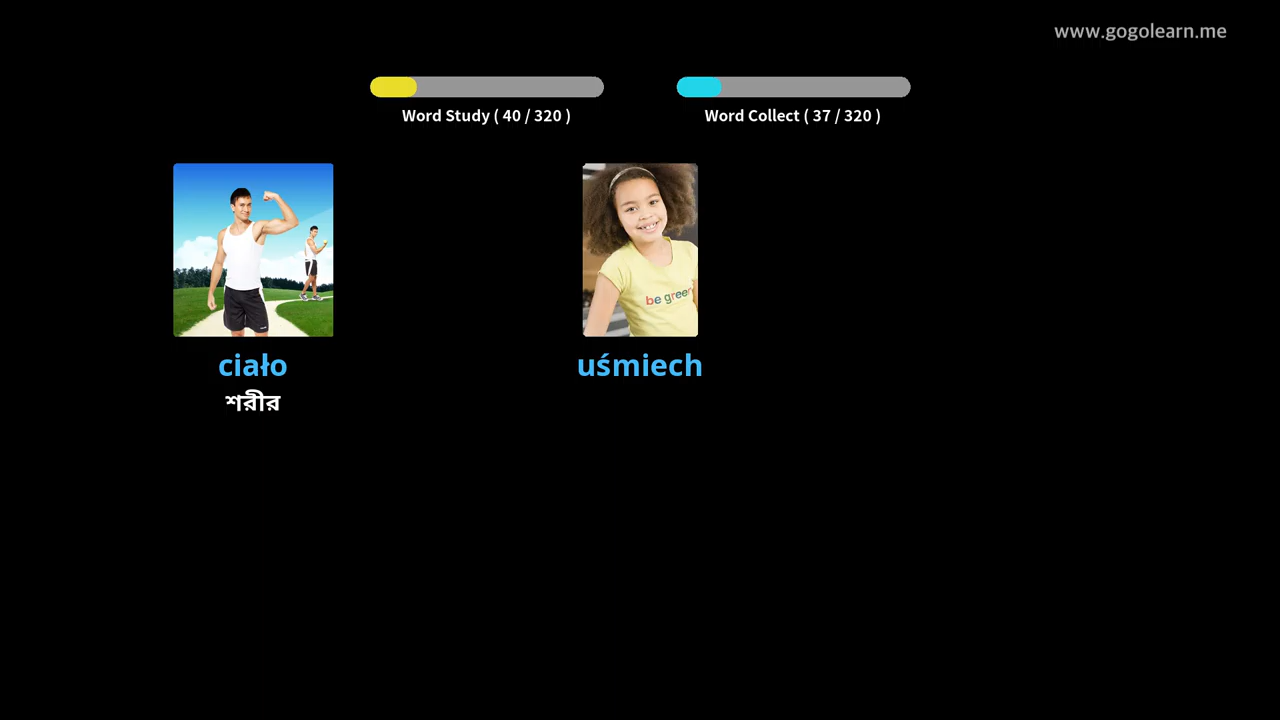 www.gogolearn.me
Word Study ( 40 / 320 )
Word Collect ( 37 / 320 )
be green
ciało
uśmiech
শরীর